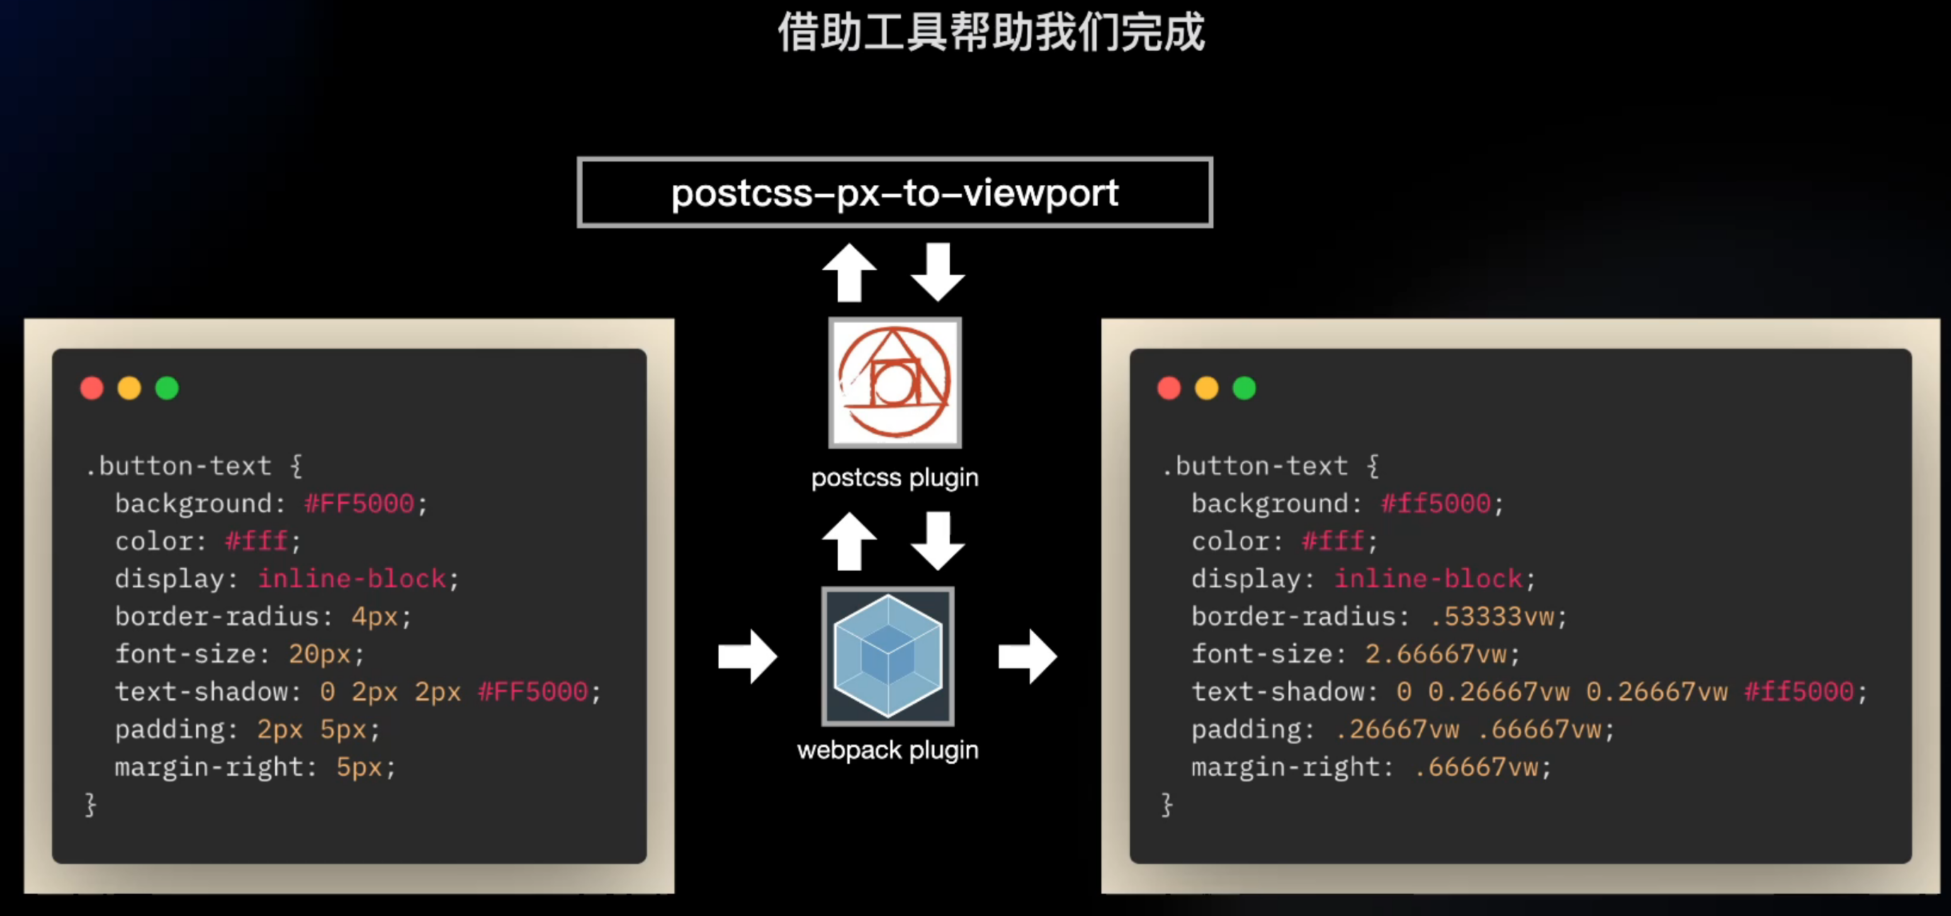 借助工具帮助我们完成
postcss-px-to-viewport
postcss plugin
webpack plugin
.button-text {
  background: #FF5000;
  color: #fff;
  display: inline-block;
  border-radius: 4px;
  font-size: 20px;
  text-shadow: 0 2px 2px #FF5000;
  padding: 2px 5px;
  margin-right: 5px;
}
.button-text {
  background: #ff5000;
  color: #fff;
  display: inline-block;
  border-radius: .53333vw;
  font-size: 2.66667vw;
  text-shadow: 0 0.26667vw 0.26667vw #ff5000;
  padding: .26667vw .66667vw;
  margin-right: .66667vw;
}